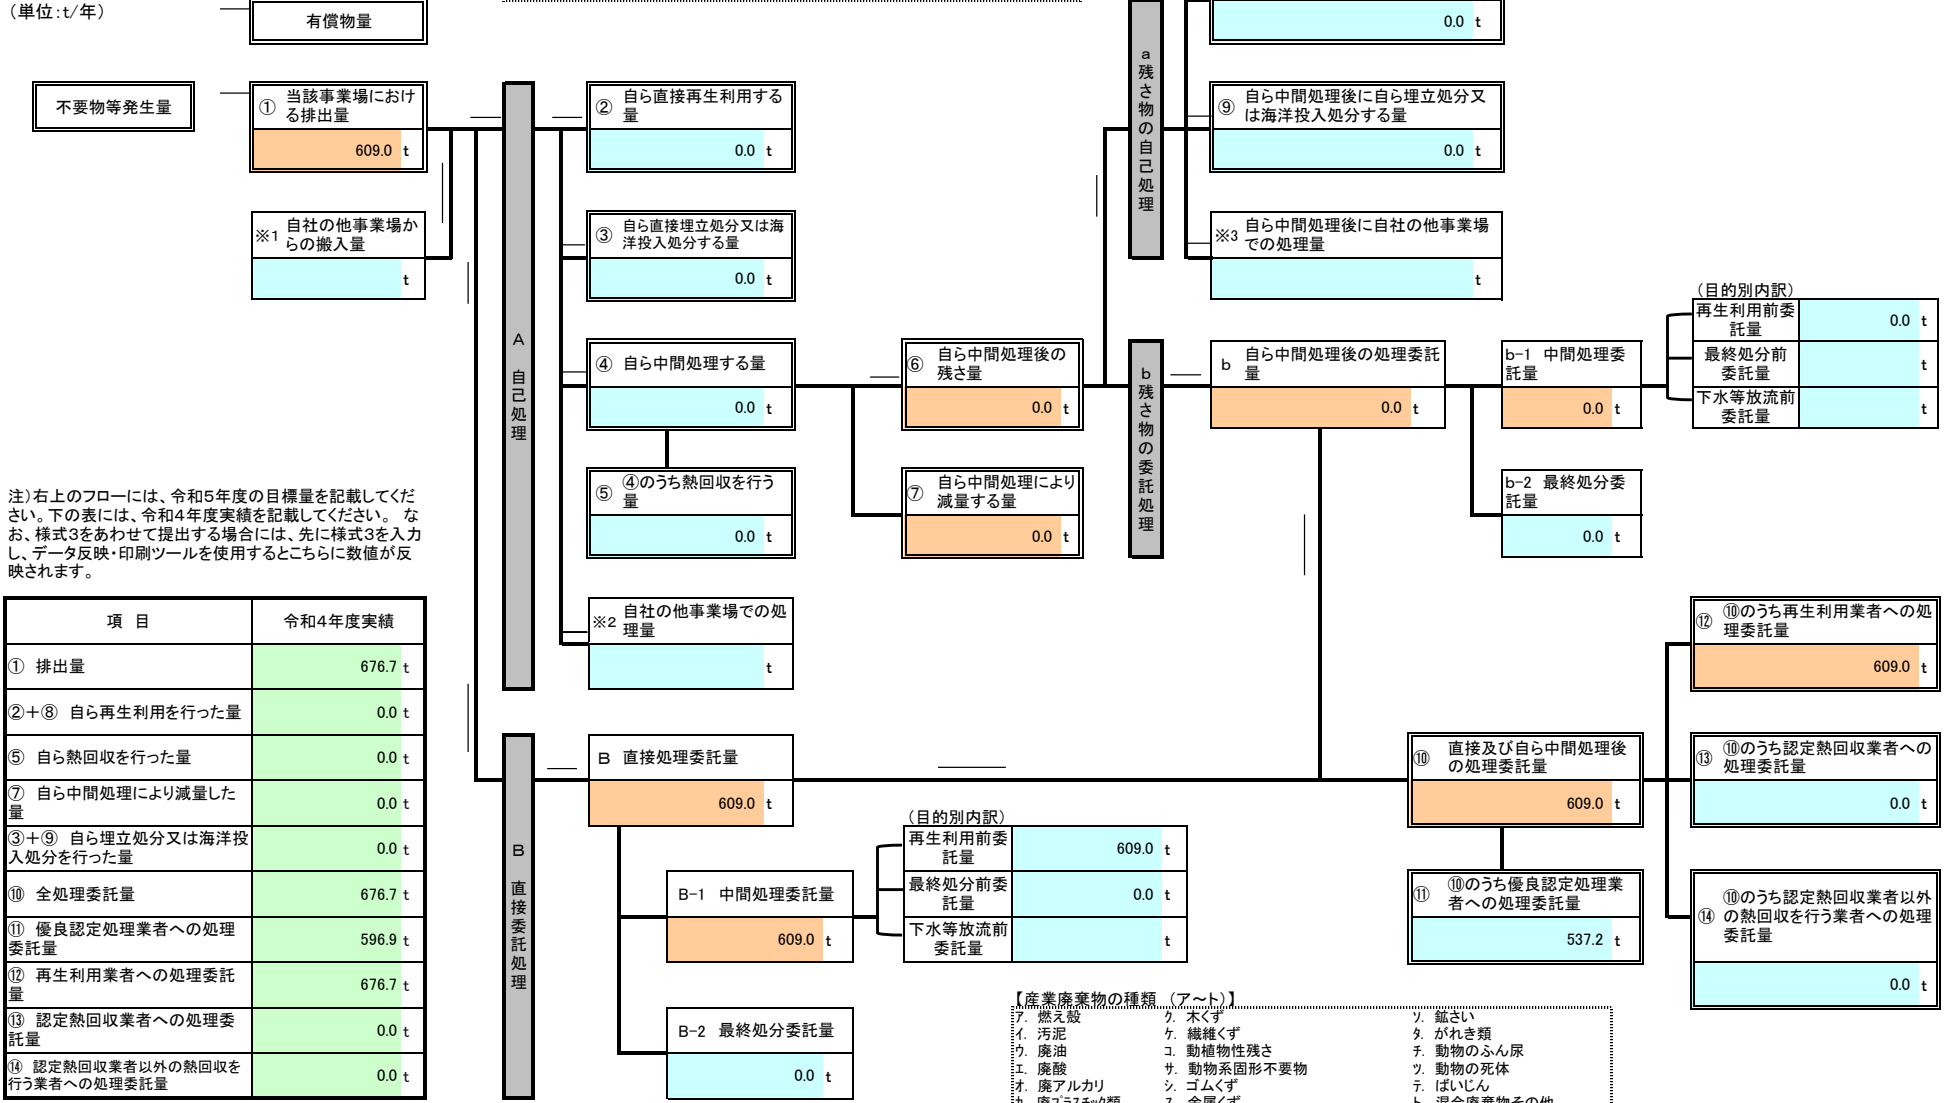 （単位：t/年）
有償物量
0.0 t
不要物等発生量
① 当該事業場におけ
る排出量
609.0 t
※1 自社の他事業場か
らの搬入量
t
A 自己処理
② 自ら直接再生利用する
量
0.0 t
③ 自ら直接埋立処分又は海
洋投入処分する量
0.0 t
④ 自ら中間処理する量
0.0 t
⑤ ④のうち熱回収を行う
量
0.0 t
※2 自社の他事業場での処
理量
t
⑥ 自ら中間処理後の
残さ量
0.0 t
⑦ 自ら中間処理により
減量する量
0.0 t
a 残さ物の自己処理
⑨ 自ら中間処理後に自ら埋立処分又
は海洋投入処分する量
0.0 t
※3 自ら中間処理後に自社の他事業場
での処理量
t
b 残さ物の委託処理
b 自ら中間処理後の処理委託
量
0.0 t
b-1 中間処理委
託量
0.0 t
b-2 最終処分委
託量
0.0 t
（目的別内訳）
再生利用前委
託量
0.0 t
最終処分前
委託量
t
下水等放流前
委託量
t
注）右上のフローには、令和５年度の目標量を記載してくだ
さい。下の表には、令和４年度実績を記載してください。 な
お、様式３をあわせて提出する場合には、先に様式３を入力
し、データ反映・印刷ツールを使用するとこちらに数値が反
映されます。
項 目 令和４年度実績
① 排出量 676.7 t
②＋⑧ 自ら再生利用を行った量 0.0 t
⑤ 自ら熱回収を行った量 0.0 t
⑦ 自ら中間処理により減量した
量 0.0 t
③＋⑨ 自ら埋立処分又は海洋投
入処分を行った量 0.0 t
⑩ 全処理委託量 676.7 t
⑪ 優良認定処理業者への処理
委託量 596.9 t
⑫ 再生利用業者への処理委託
量 676.7 t
⑬ 認定熱回収業者への処理委
託量 0.0 t
⑭ 認定熱回収業者以外の熱回収を
行う業者への処理委託量 0.0 t
B 直接委託処理
B 直接処理委託量
609.0 t
B-1 中間処理委託量
609.0 t
B-2 最終処分委託量
0.0 t
（目的別内訳）
再生利用前委
託量
609.0 t
最終処分前委
託量
0.0 t
下水等放流前
委託量
t
⑩ 直接及び自ら中間処理後
の処理委託量
609.0 t
⑪ ⑩のうち優良認定処理業
者への処理委託量
537.2 t
⑫ ⑩のうち再生利用業者への処
理委託量
609.0 t
⑬ ⑩のうち認定熱回収業者への
処理委託量
0.0 t
⑭ ⑩のうち認定熱回収業者以外
の熱回収を行う業者への処理
委託量
0.0 t
【産業廃棄物の種類 （ア～ト）】
ア. 燃え殻 ク. 木くず ソ. 鉱さい
イ. 汚泥 ケ. 繊維くず タ. がれき類
ウ. 廃油 コ. 動植物性残さ チ. 動物のふん尿
エ. 廃酸 サ. 動物系固形不要物 ツ. 動物の死体
オ. 廃アルカリ シ. ゴムくず テ. ばいじん
カ. 廃プラスチック類 ス. 金属くず ト. 混合廃棄物その他